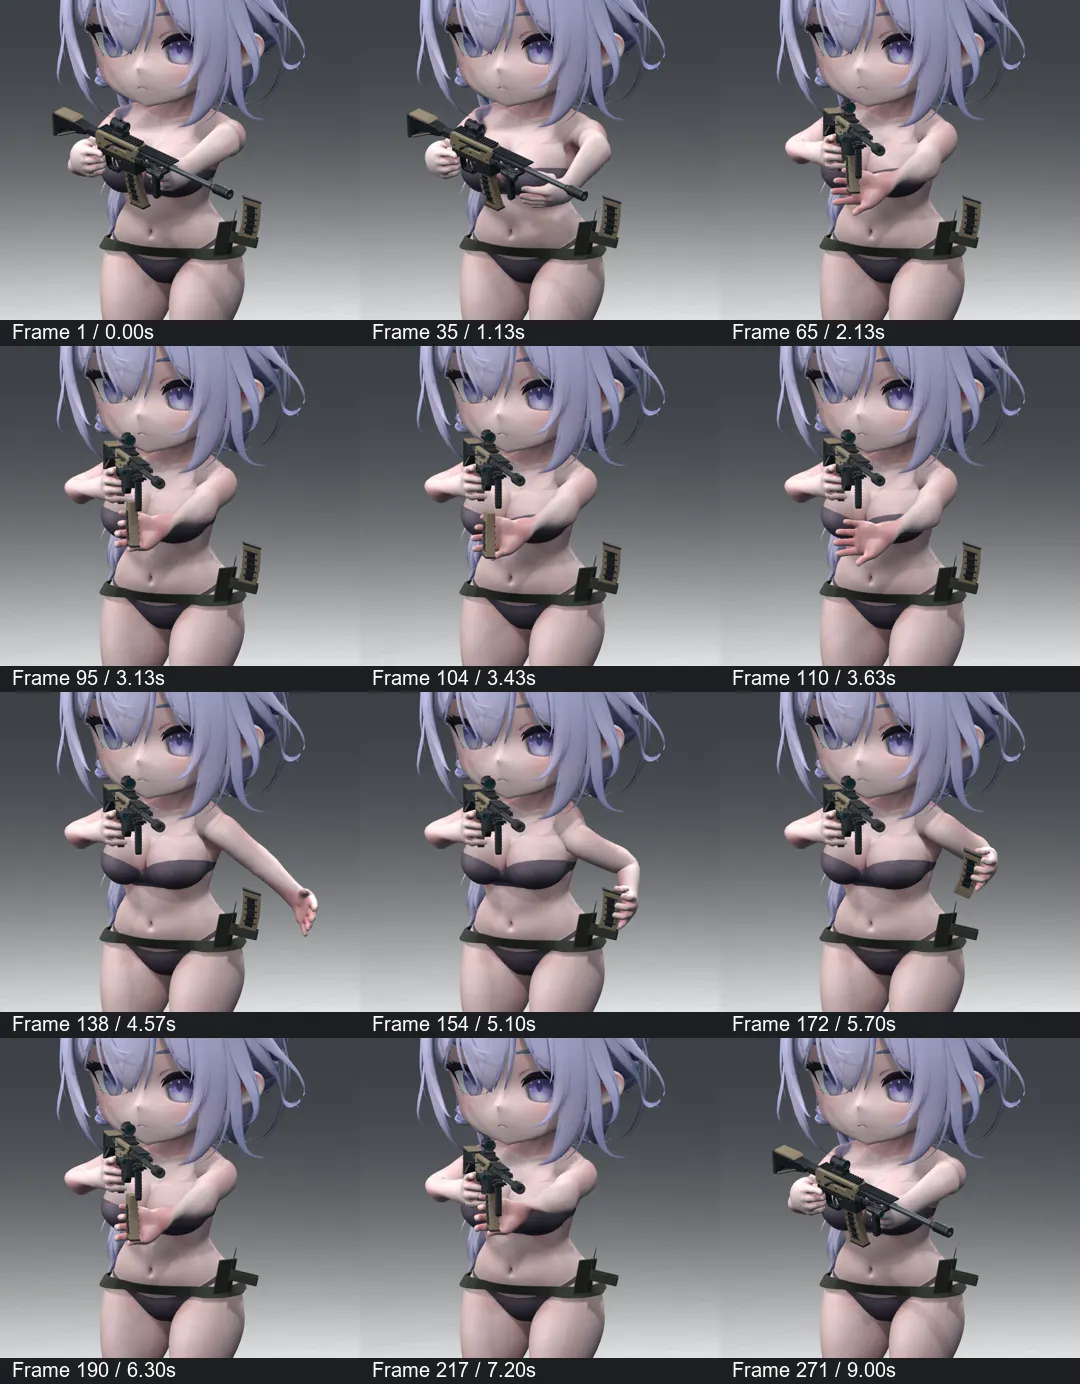 Frame 1 / 0.00s
Frame 35 / 1.13s
Frame 65 / 2.13s
Frame 95 / 3.13s
Frame 104 / 3.43s
Frame 110 / 3.63s
Frame 138 / 4.57s
Frame 154 / 5.10s
Frame 172 / 5.70s
Frame 190 / 6.30s
Frame 217 / 7.20s
Frame 271 / 9.00s